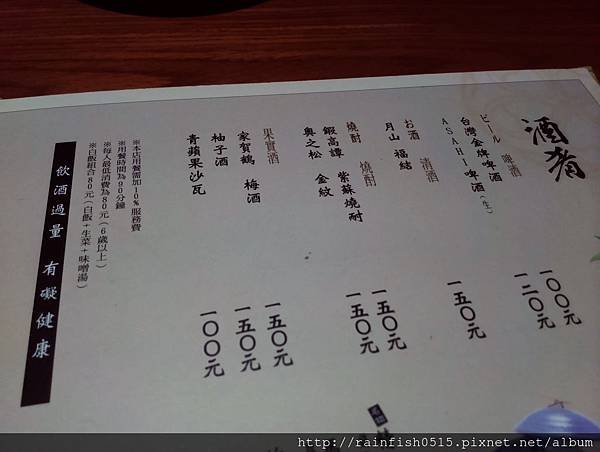 酒肴
ビール 啤酒
台灣金牌啤酒
一〇〇元
ASAHI啤酒(生)
一二〇元
お酒 清酒
月山 福結
一五〇元
燒酎 燒酎
鍛高譚 紫蘇燒酎
一五〇元
奧之松 金紋
一五〇元
果實酒
家賀鶴 梅酒
一五〇元
柚子酒
一五〇元
青蘋果沙瓦
一〇〇元
※本店用餐需加10%服務費
※用餐時間為90分鐘
※每人最低消費為80元(6歲以上)
※白飯組合80元(白飯+生菜+味噌湯)
飲酒過量 有礙健康
http://rainfish0515.pixnet.net/album